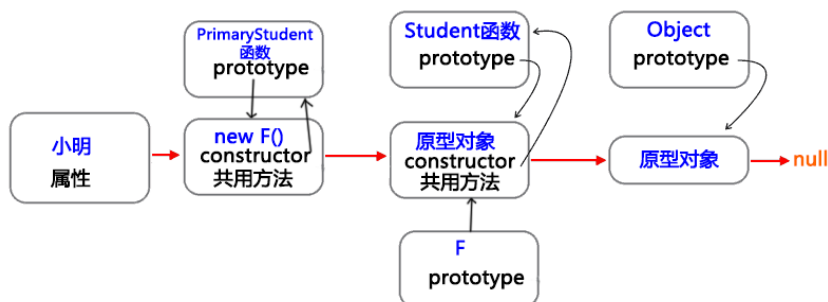 PrimaryStudent
函数
prototype
Student函数
prototype
Object
prototype
小明
属性
new F()
constructor
共用方法
原型对象
constructor
共用方法
原型对象
null
F
prototype